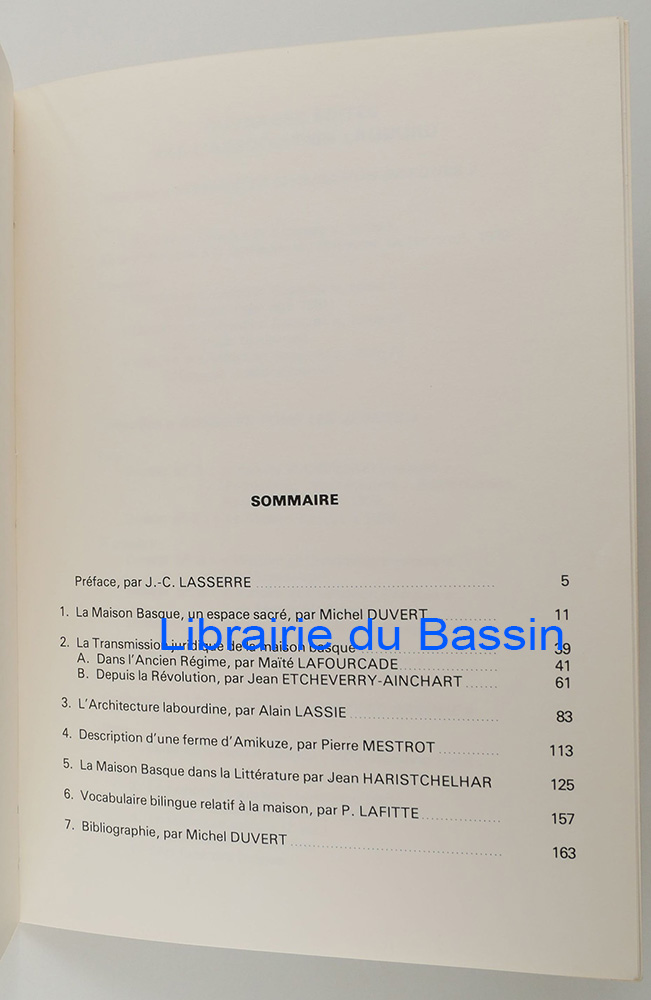 SOMMAIRE
Préface, par J.-C. LASSERRE 5
1. La Maison Basque, un espace sacré, par Michel DUVERT 11
2. La Transmission juridique de la maison basque 39
Librairie du Bassin
A. Dans l'Ancien Régime, par Maïté LAFOURCADE 41
B. Depuis la Révolution, par Jean ETCHEVERRY-AINCHART 61
3. L'Architecture labourdine, par Alain LASSIE 83
4. Description d'une ferme d'Amikuze, par Pierre MESTROT 113
5. La Maison Basque dans la Littérature par Jean HARISTCHELHAR 125
6. Vocabulaire bilingue relatif à la maison, par P. LAFITTE 157
7. Bibliographie, par Michel DUVERT 163